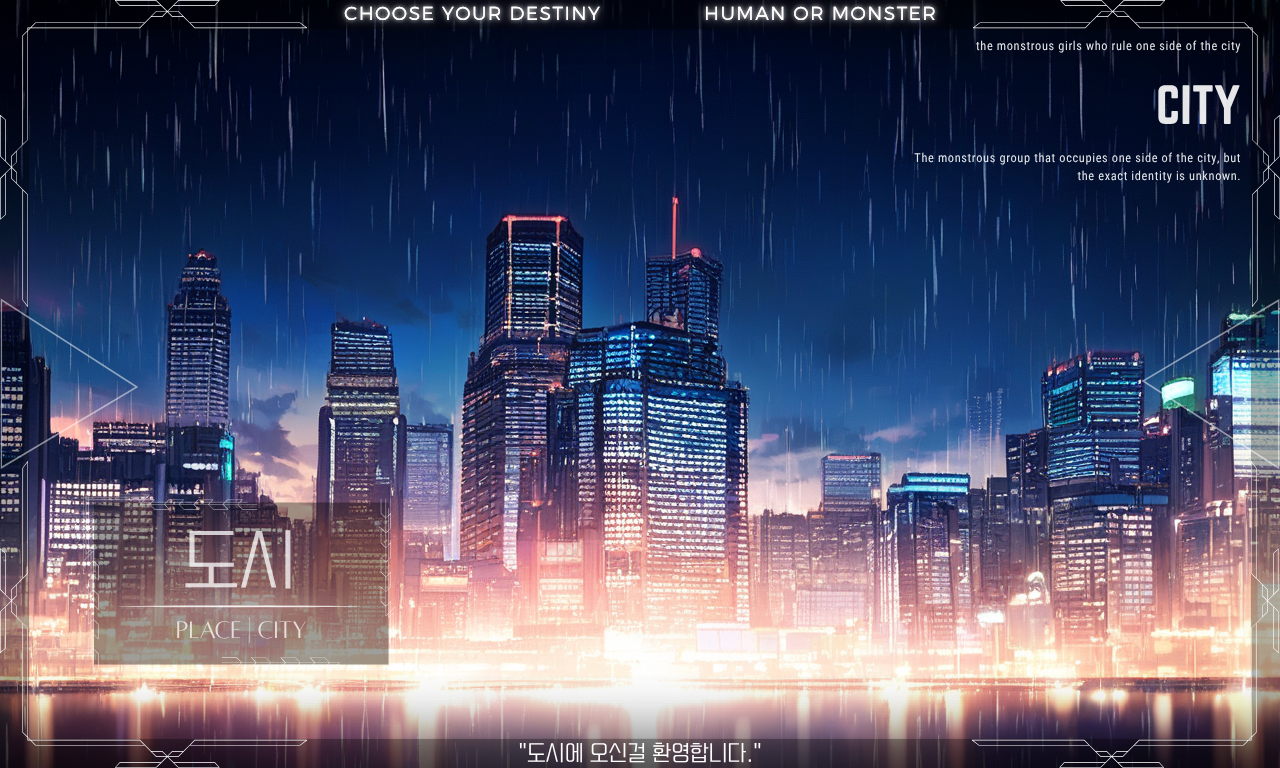 CHOOSE YOUR DESTINY
HUMAN OR MONSTER
the monstrous girls who rule one side of the city
CITY
The monstrous group that occupies one side of the city, but
the exact identity is unknown.
도시
PLACE | CITY
"도시에 오신걸 환영합니다."